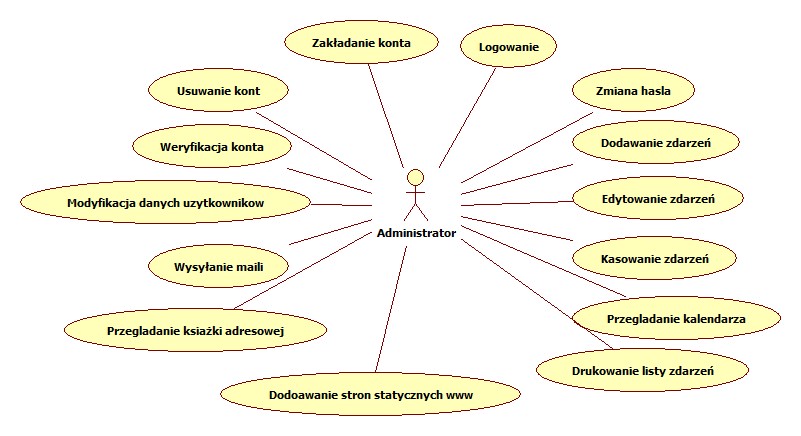 Zakładanie konta
Logowanie
Usuwanie kont
Zmiana hasla
Weryfikacja konta
Dodawanie zdarzeń
Modyfikacja danych uzytkownikow
Edytowanie zdarzeń
Administrator
Wysyłanie maili
Kasowanie zdarzeń
Przegladanie ksiażki adresowej
Przegladanie kalendarza
Drukowanie listy zdarzeń
Dodoawanie stron statycznych www